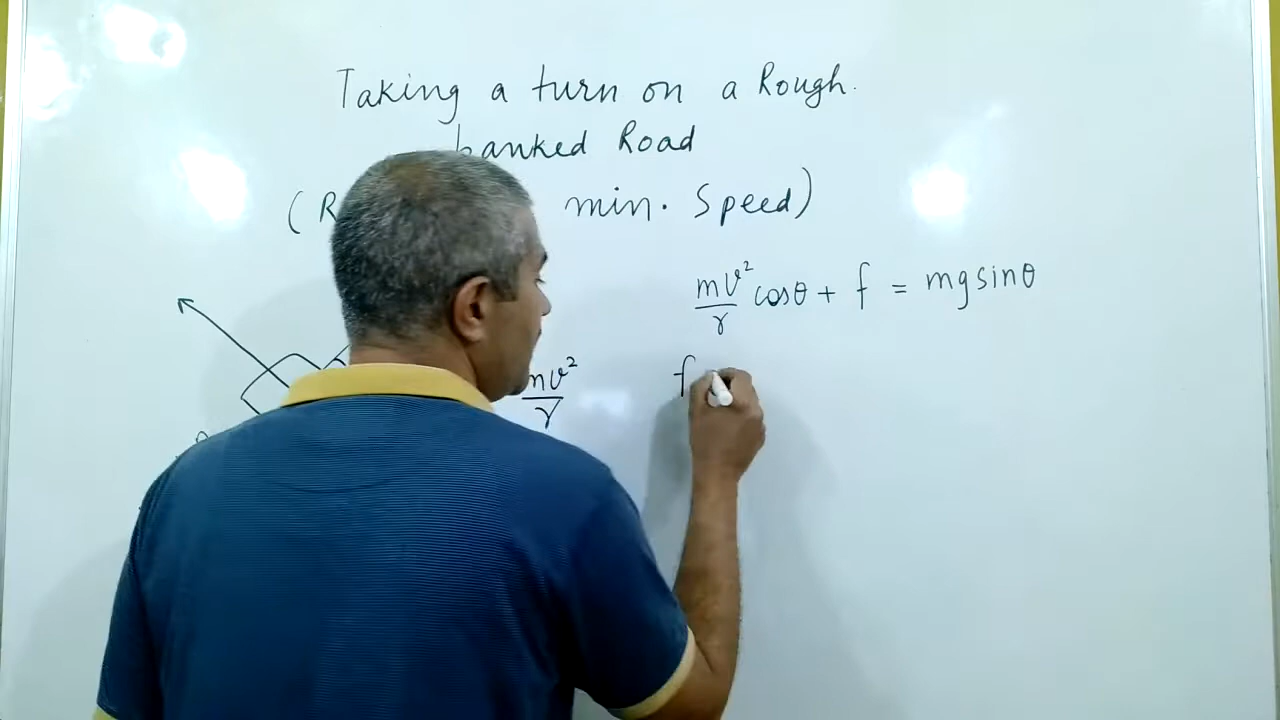 Taking a turn on a Rough.
banked Road
( min. Speed)
mv²/r cosθ + f = mg sinθ
mv²/r
f